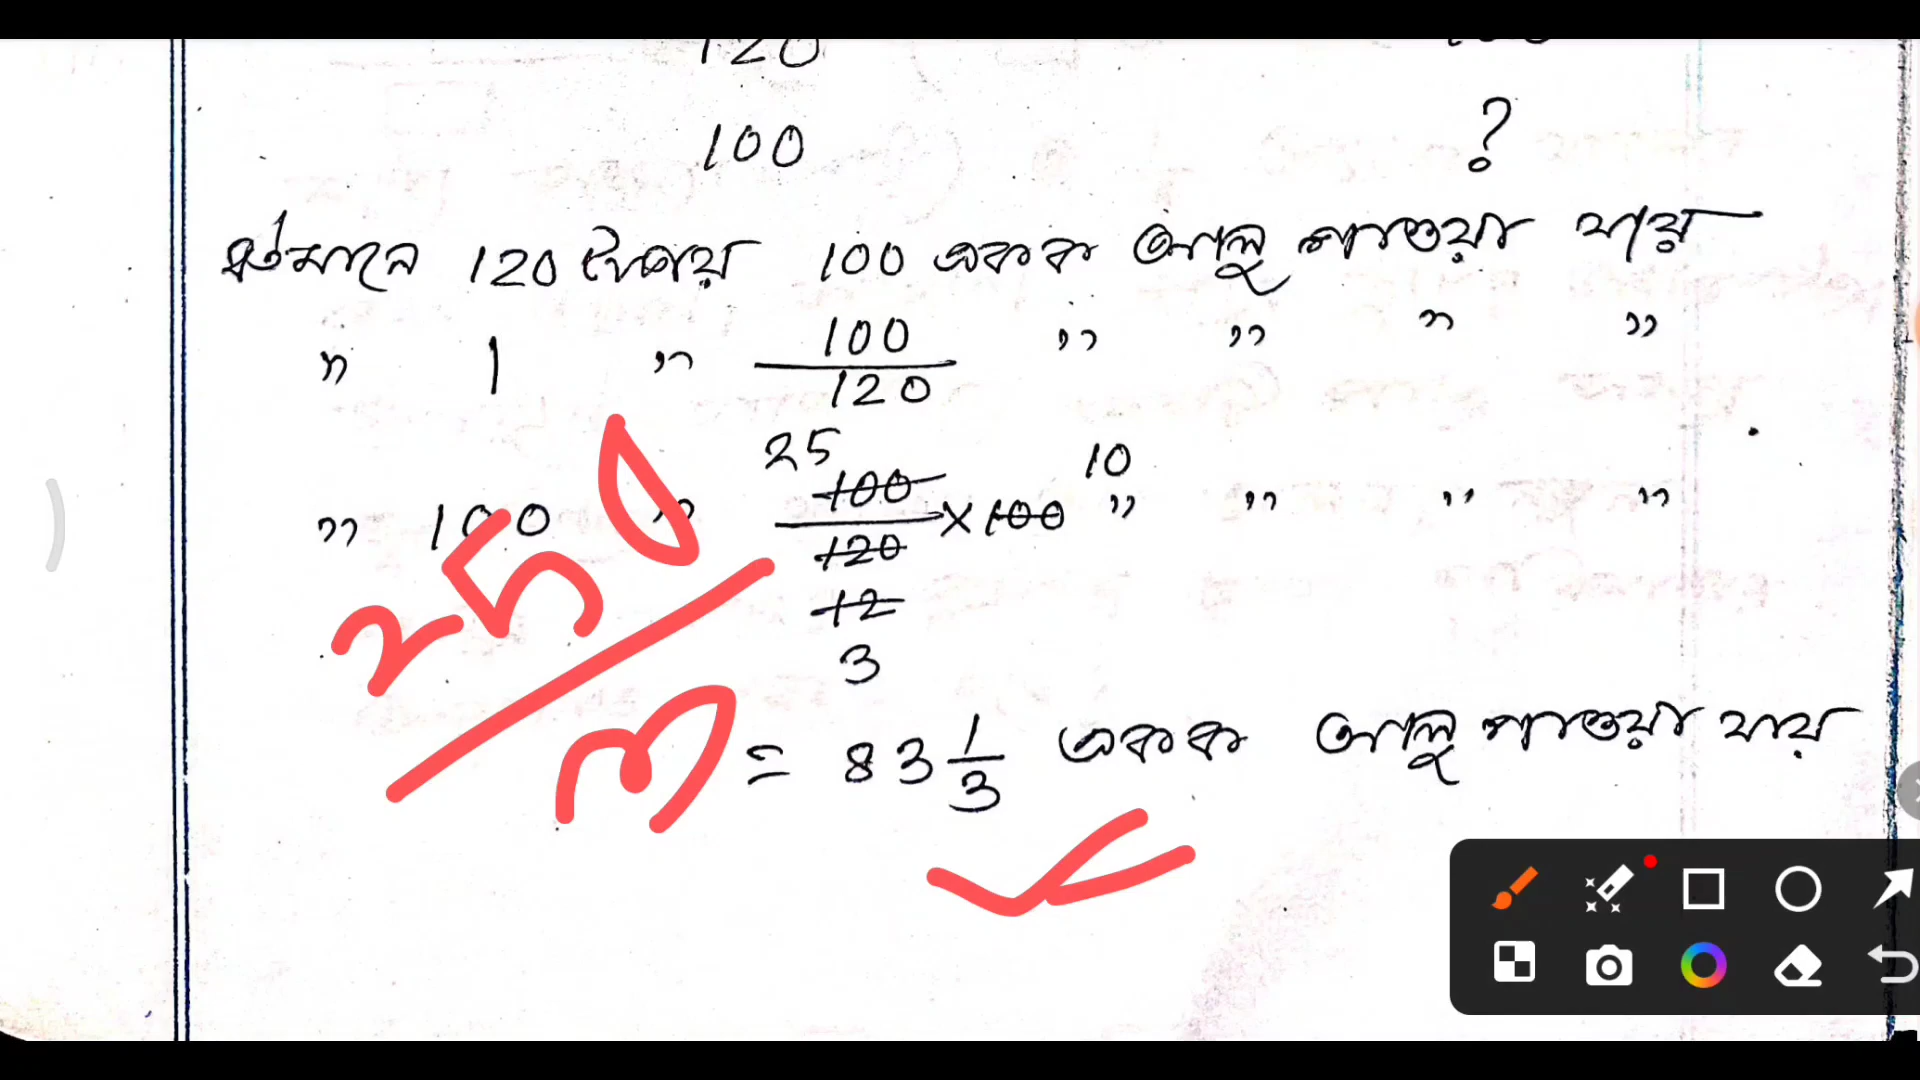 120
100 ?
বর্তমানে 120 টাকায় 100 একক আলু পাওয়া যায়
" 1 " 100/120 " " " "
25 10
" 100 " 100/120 × 100 " " " "
12
3
250/3
= 83 1/3 একক আলু পাওয়া যায়